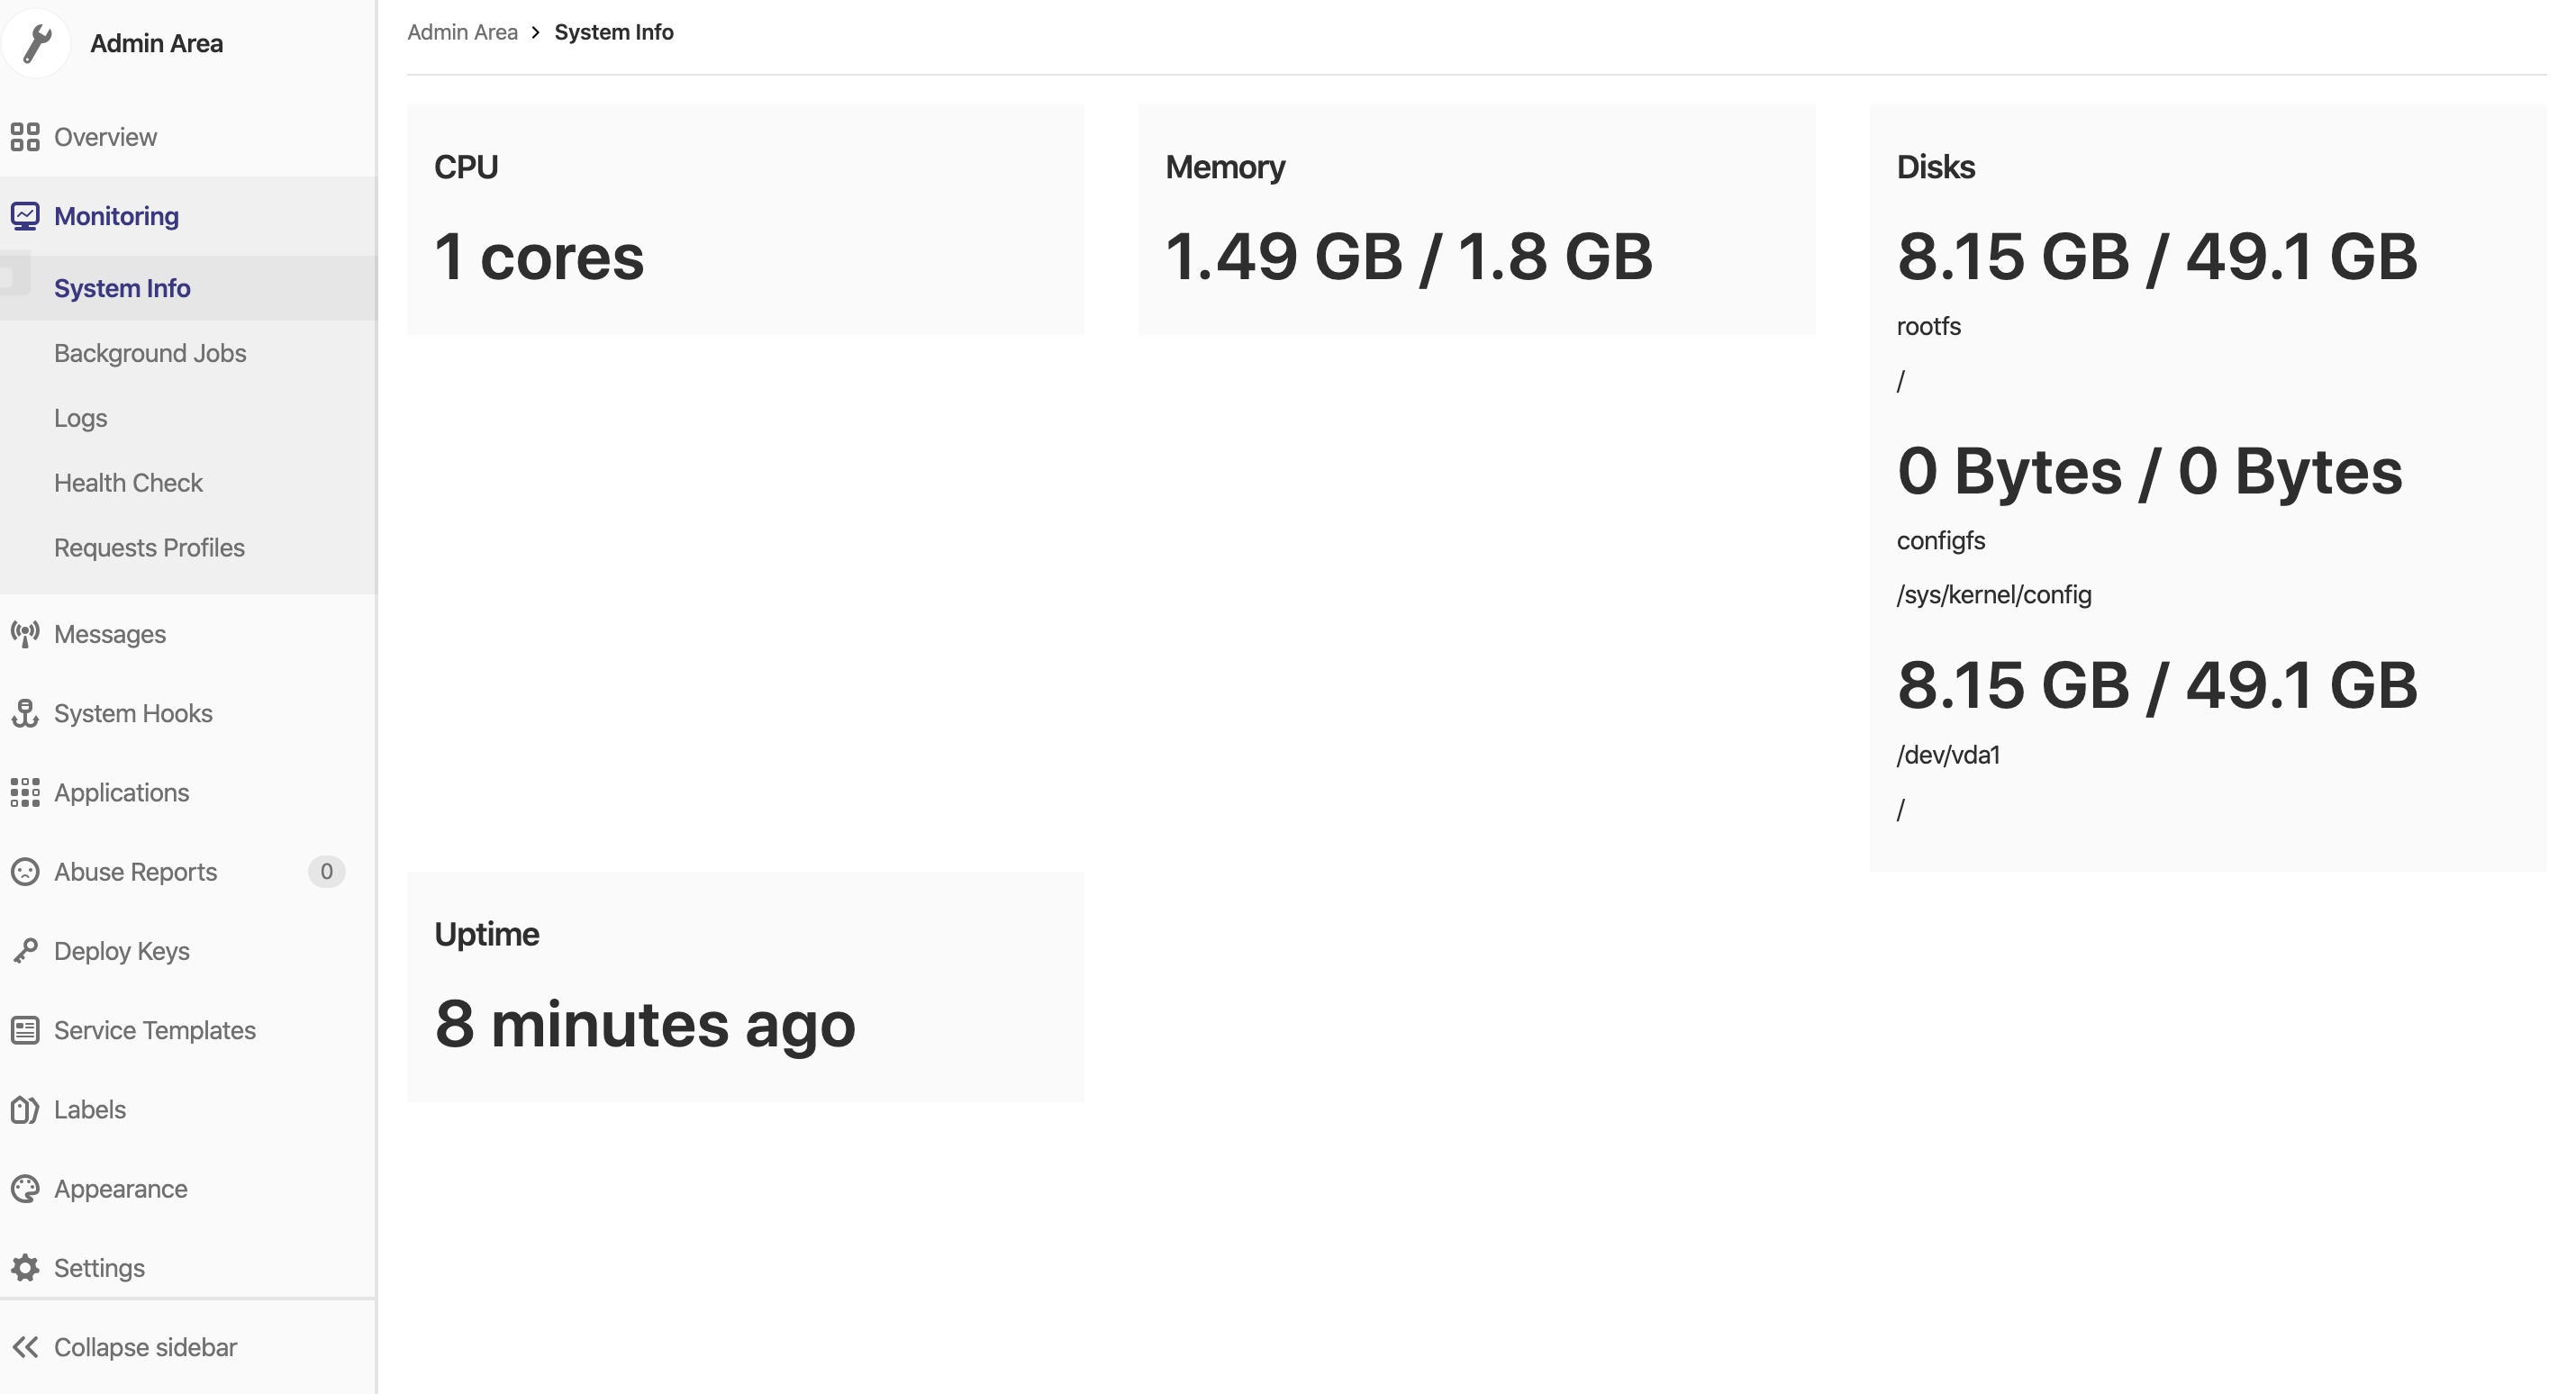 Admin Area
Overview
Monitoring
System Info
Background Jobs
Logs
Health Check
Requests Profiles
Messages
System Hooks
Applications
Abuse Reports 0
Deploy Keys
Service Templates
Labels
Appearance
Settings
Collapse sidebar
Admin Area > System Info
CPU
1 cores
Memory
1.49 GB / 1.8 GB
Disks
8.15 GB / 49.1 GB
rootfs
/
0 Bytes / 0 Bytes
configfs
/sys/kernel/config
8.15 GB / 49.1 GB
/dev/vda1
/
Uptime
8 minutes ago